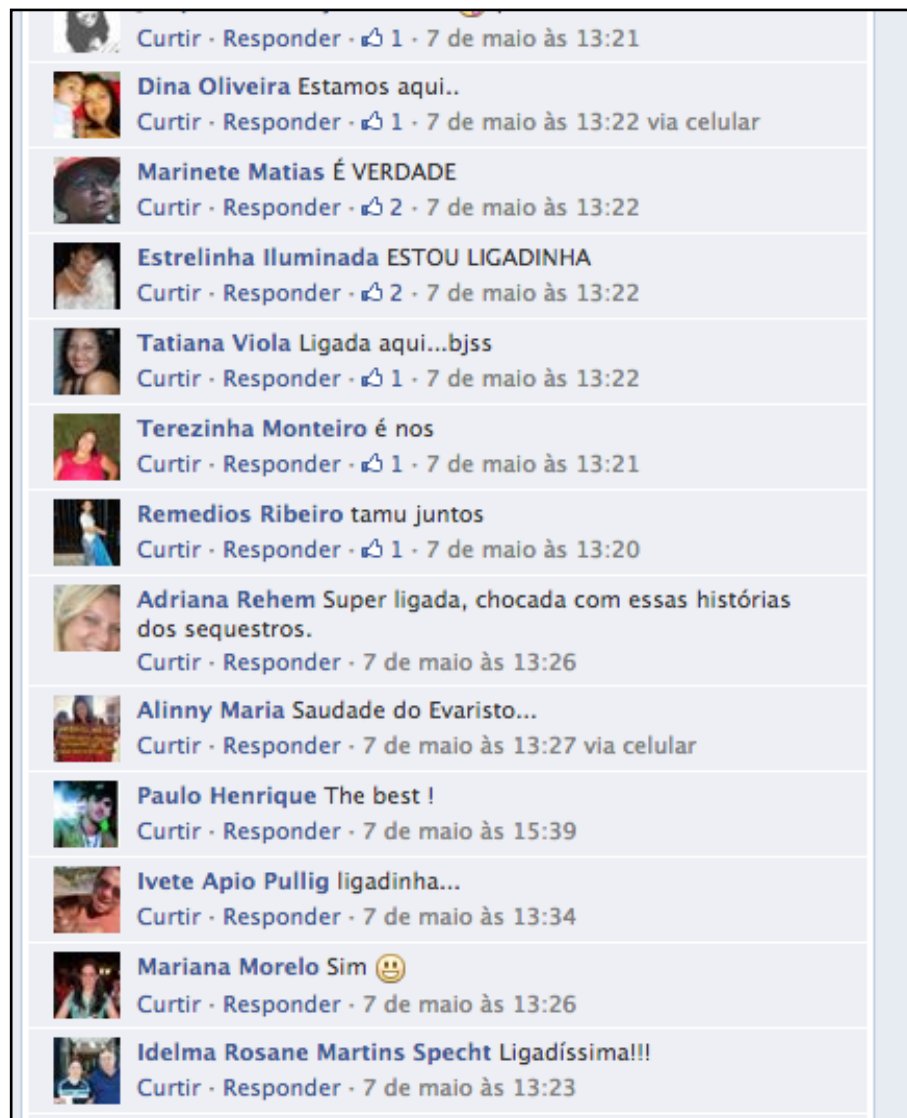 Curtir · Responder · 1 · 7 de maio às 13:21
Dina Oliveira Estamos aqui..
Curtir · Responder · 1 · 7 de maio às 13:22 via celular
Marinete Matias É VERDADE
Curtir · Responder · 2 · 7 de maio às 13:22
Estrelinha Iluminada ESTOU LIGADINHA
Curtir · Responder · 2 · 7 de maio às 13:22
Tatiana Viola Ligada aqui...bjss
Curtir · Responder · 1 · 7 de maio às 13:22
Terezinha Monteiro é nos
Curtir · Responder · 1 · 7 de maio às 13:21
Remedios Ribeiro tamu juntos
Curtir · Responder · 1 · 7 de maio às 13:20
Adriana Rehem Super ligada, chocada com essas histórias
dos sequestros.
Curtir · Responder · 7 de maio às 13:26
Alinny Maria Saudade do Evaristo...
Curtir · Responder · 7 de maio às 13:27 via celular
Paulo Henrique The best !
Curtir · Responder · 7 de maio às 15:39
Ivete Apio Pullig ligadinha...
Curtir · Responder · 7 de maio às 13:34
Mariana Morelo Sim 😃
Curtir · Responder · 7 de maio às 13:26
Idelma Rosane Martins Specht Ligadíssima!!!
Curtir · Responder · 7 de maio às 13:23